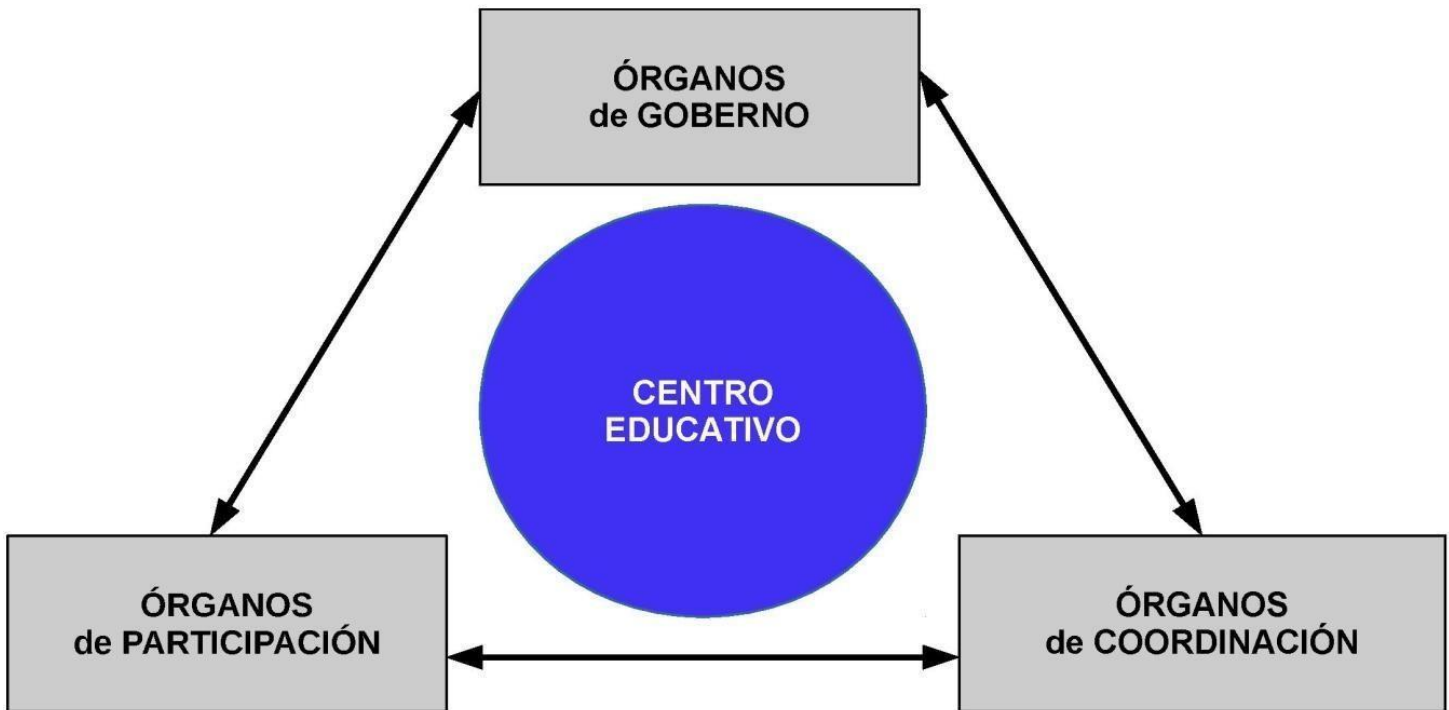 ÓRGANOS
de GOBERNO
CENTRO
EDUCATIVO
ÓRGANOS
de PARTICIPACIÓN
ÓRGANOS
de COORDINACIÓN